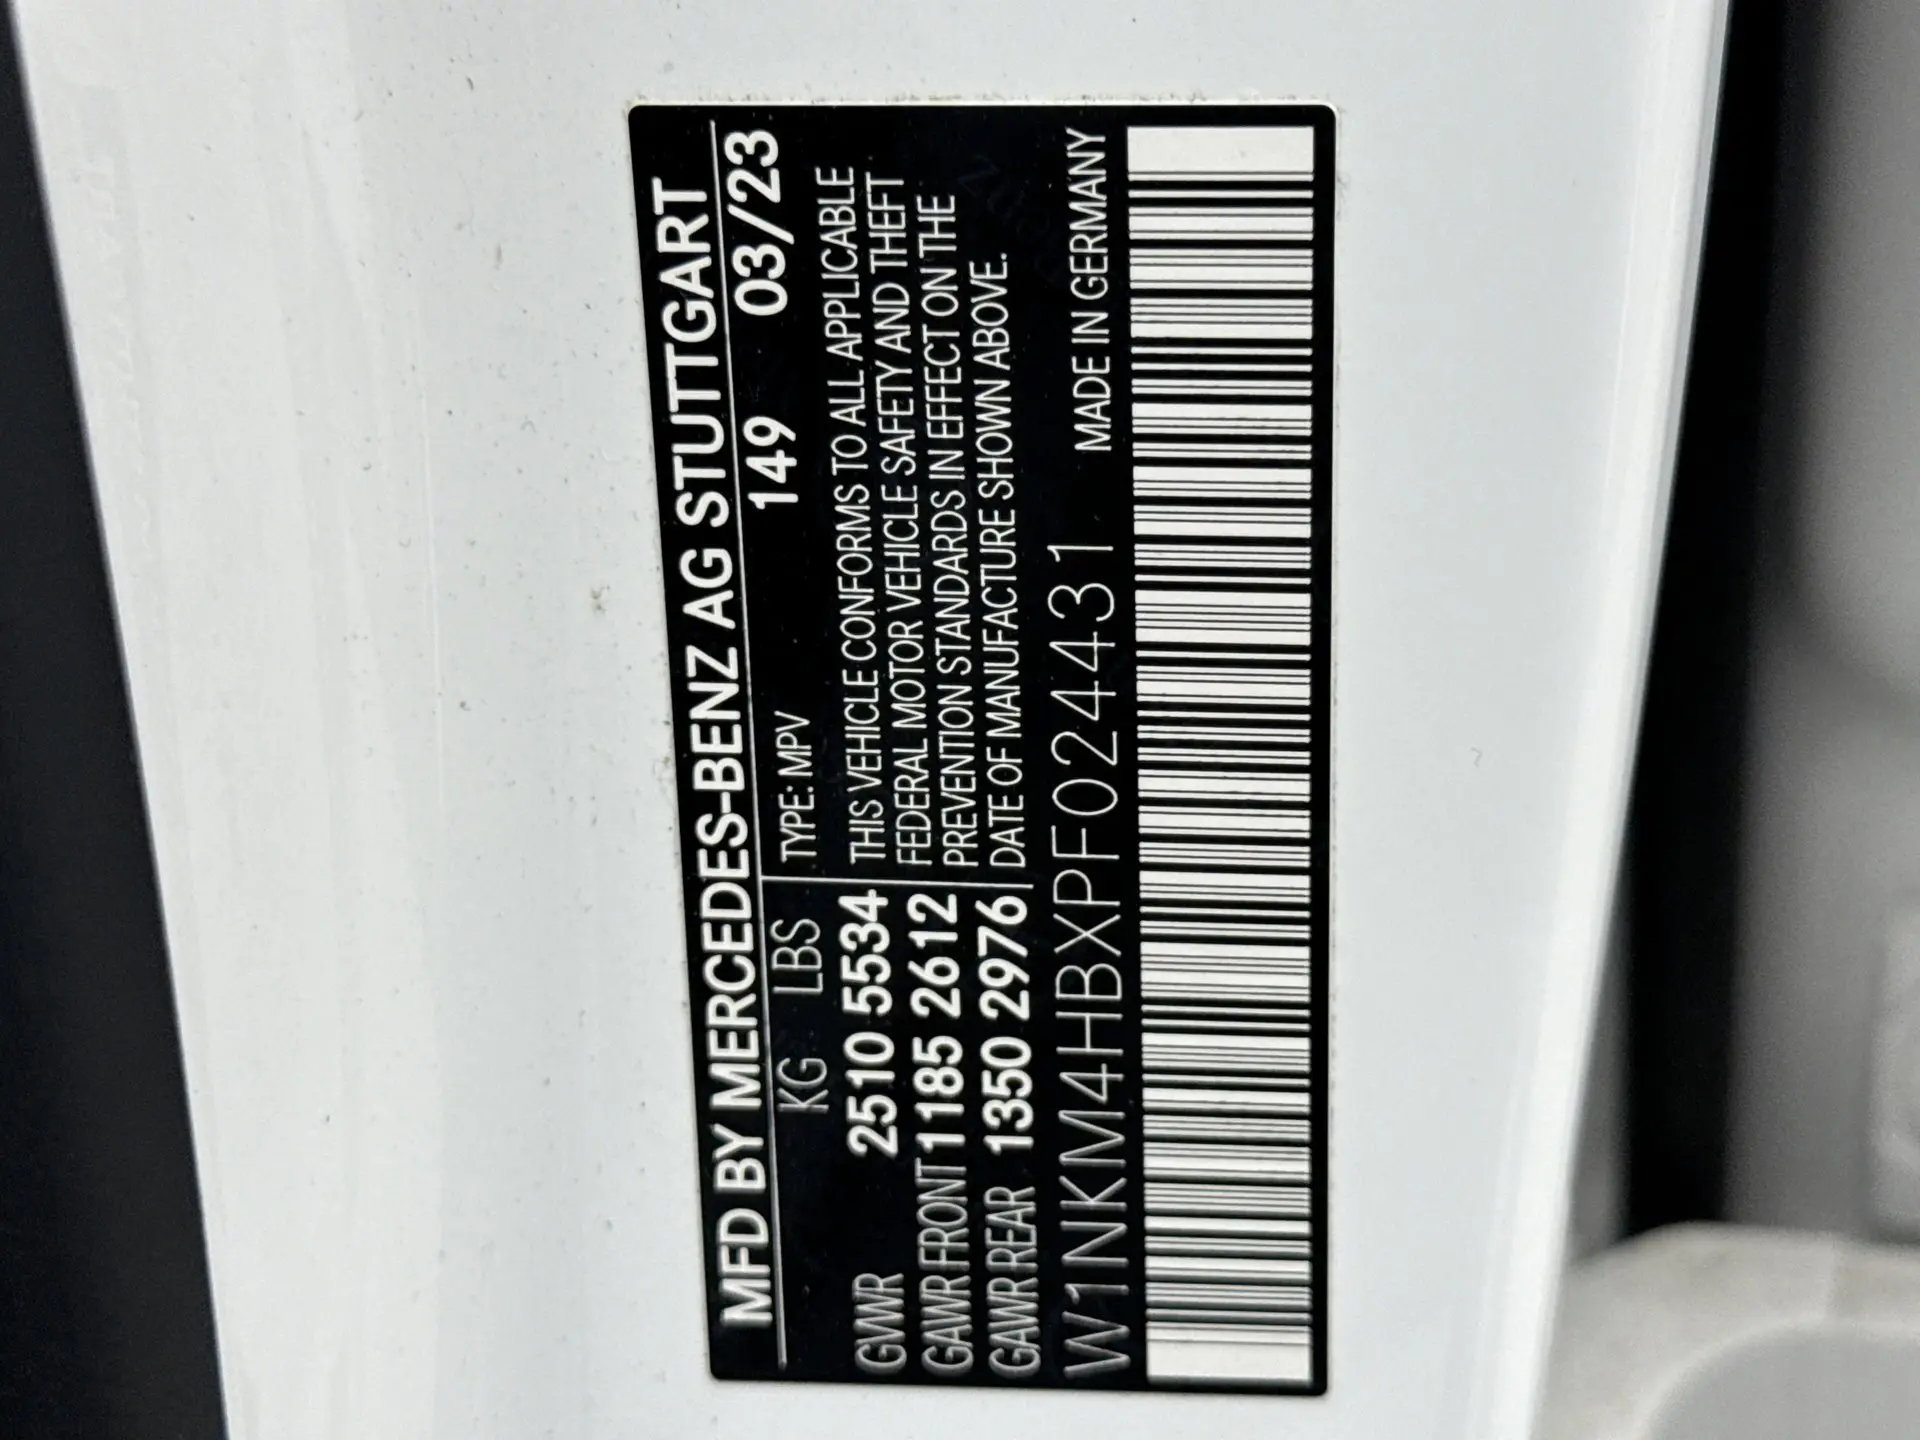 MFD BY MERCEDES-BENZ AG STUTTGART
KG LBS TYPE: MPV 149 03/23
GVWR 2510 5534 THIS VEHICLE CONFORMS TO ALL APPLICABLE
GAWR FRONT 1185 2612 FEDERAL MOTOR VEHICLE SAFETY AND THEFT
PREVENTION STANDARDS IN EFFECT ON THE
GAWR REAR 1350 2976 DATE OF MANUFACTURE SHOWN ABOVE.
W1NKM4HBXPF024431 MADE IN GERMANY